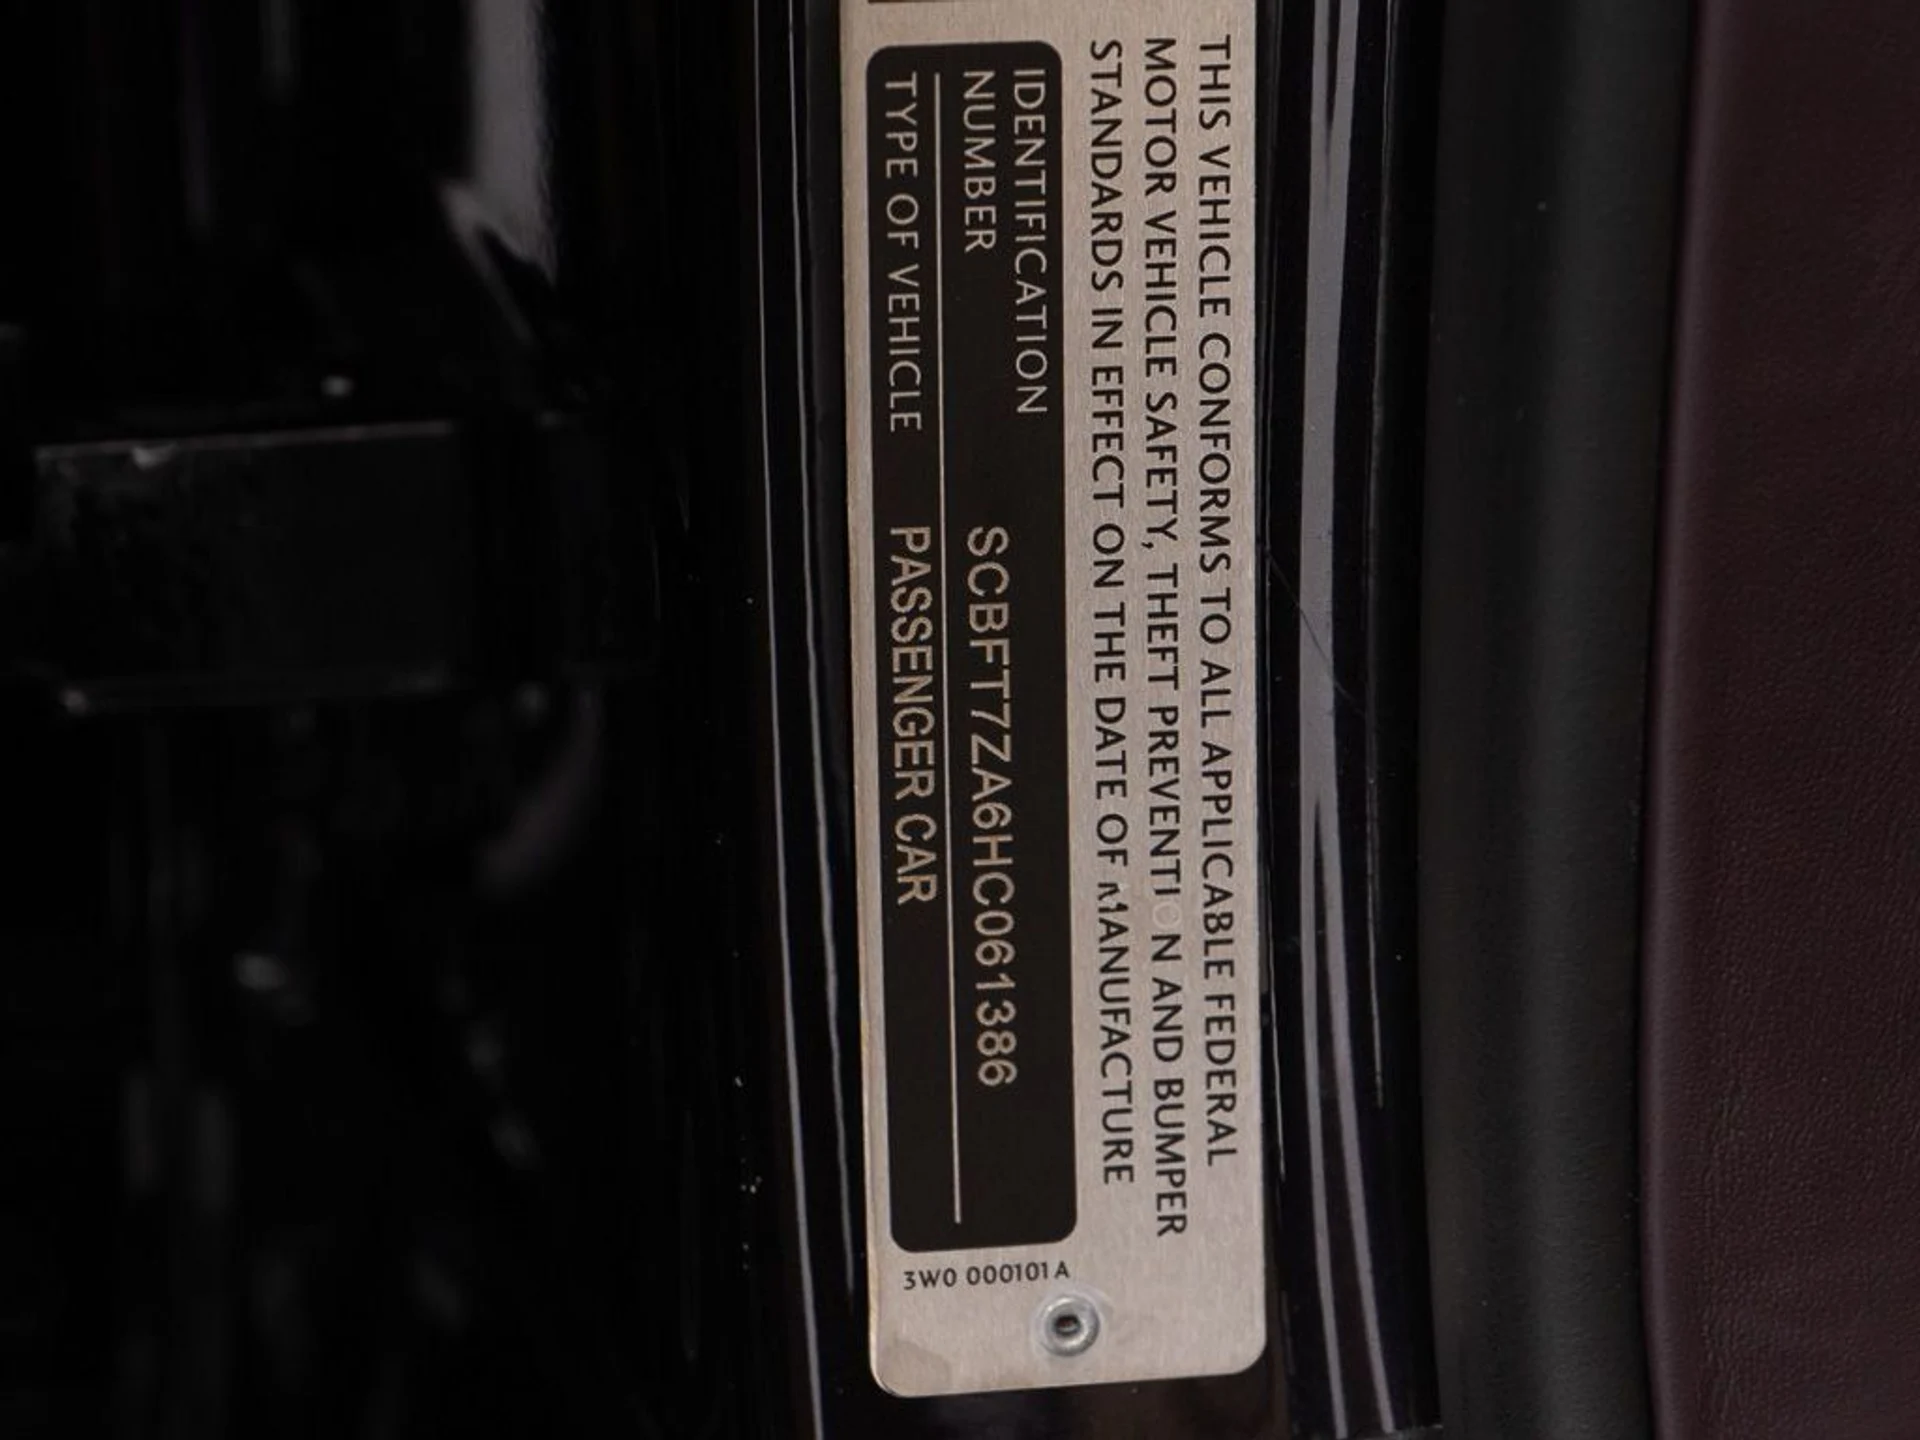 THIS VEHICLE CONFORMS TO ALL APPLICABLE FEDERAL
MOTOR VEHICLE SAFETY, THEFT PREVENTION AND BUMPER
STANDARDS IN EFFECT ON THE DATE OF MANUFACTURE
IDENTIFICATION
NUMBER SCBFT7ZA6HC061386
TYPE OF VEHICLE PASSENGER CAR
3W0 000101 A